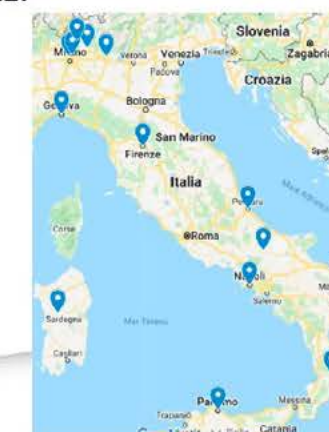 Slovenia
Milano
Verona
Venezia
Trieste
Zagabria
Padova
Croazia
Genova
Bologna
San Marino
Firenze
Italia
Pescara
Corse
Roma
Napoli
Salerno
Sardegna
Mar Tirreno
Cagliari
Palermo
Messina
Trapani
Catania